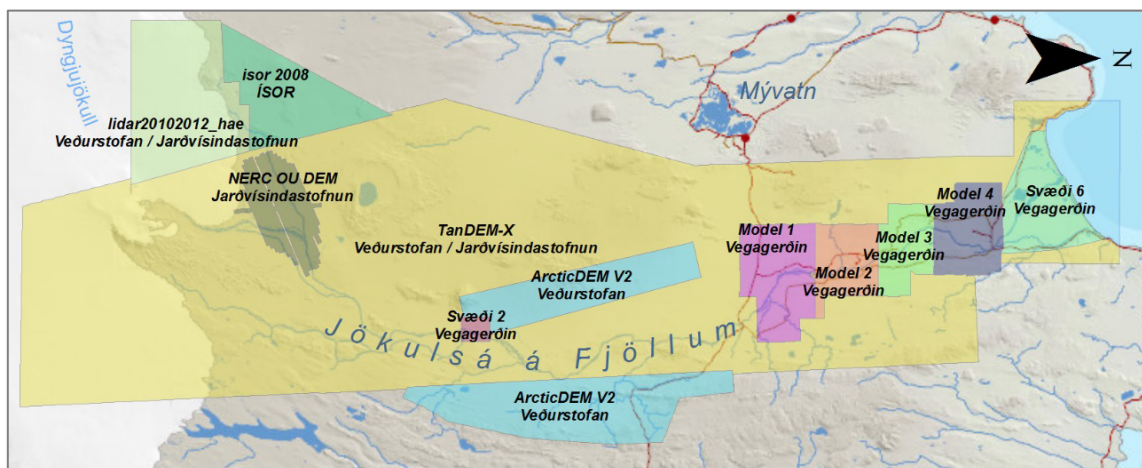 Dyngjujökull
isor 2008
ÍSOR
lidar20102012_hae
Veðurstofan / Jarðvísindastofnun
NERC OU DEM
Jarðvísindastofnun
Mývatn
N
TanDEM-X
Veðurstofan / Jarðvísindastofnun
ArcticDEM V2
Veðurstofan
Svæði 2
Vegagerðin
Model 1
Vegagerðin
Model 2
Vegagerðin
Model 3
Vegagerðin
Model 4
Vegagerðin
Svæði 6
Vegagerðin
Jökulsá á Fjöllum
ArcticDEM V2
Veðurstofan